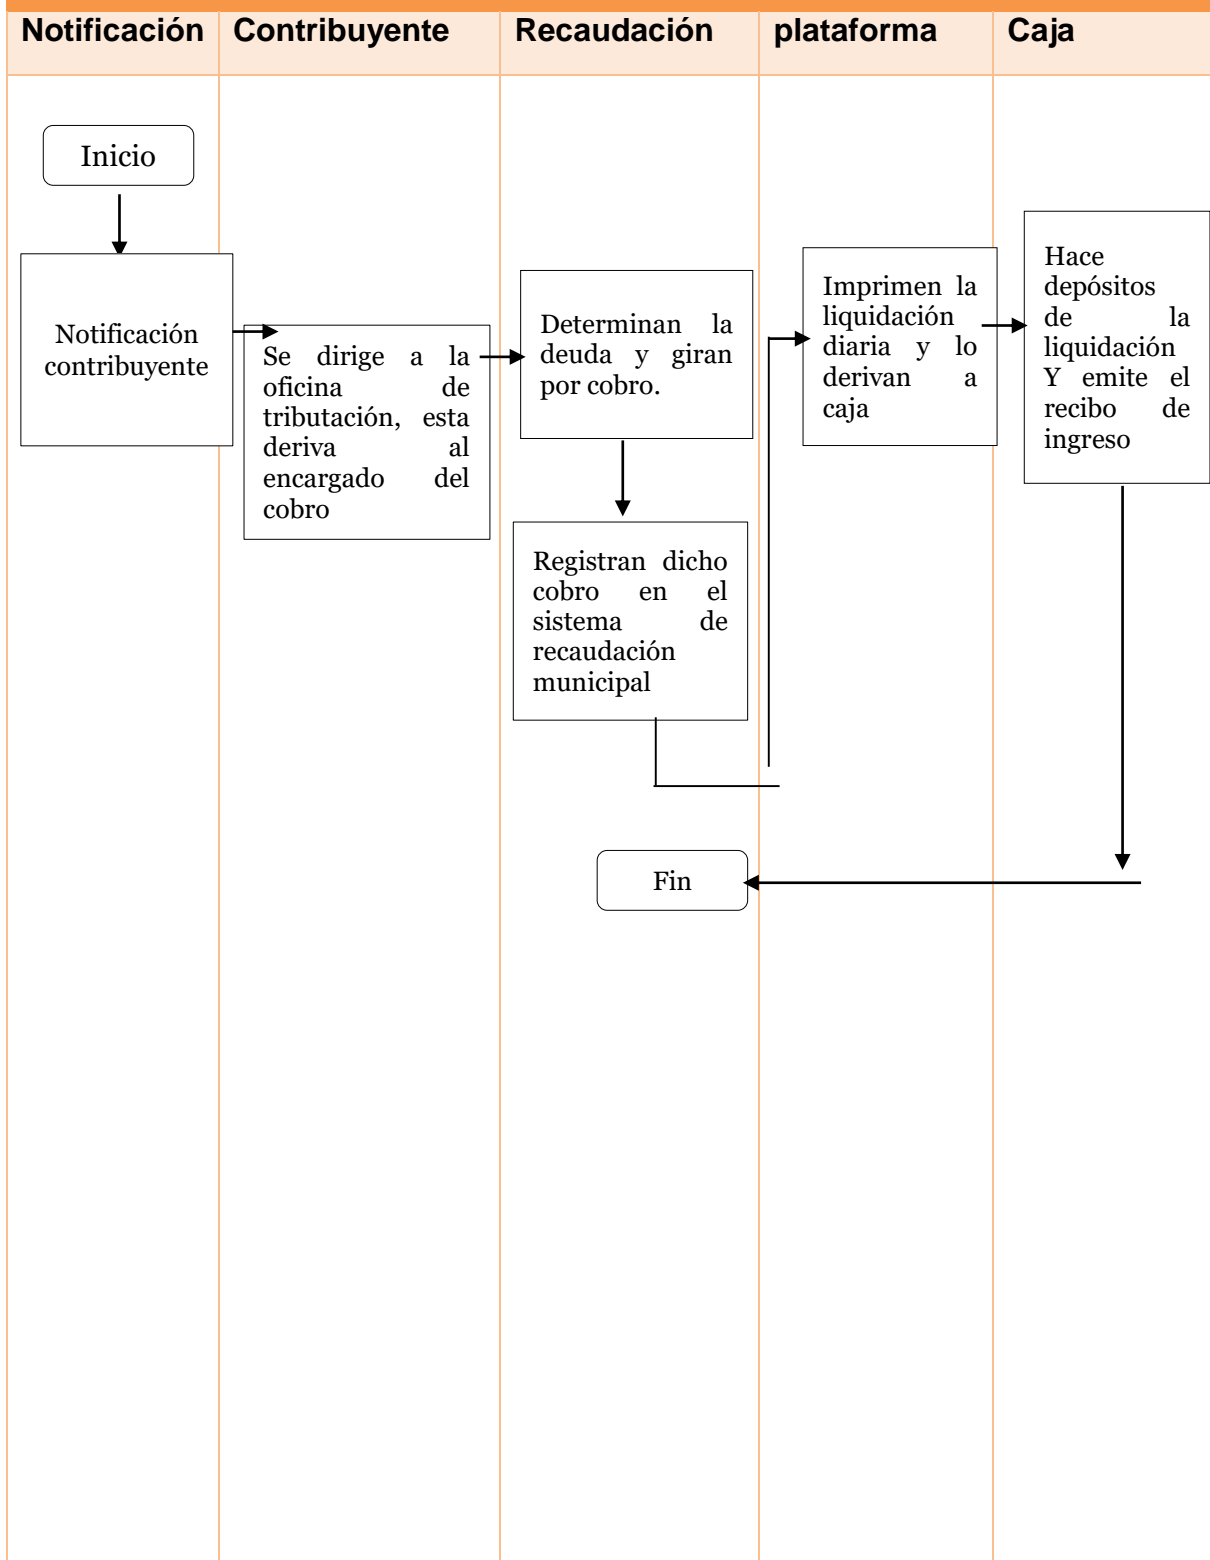 Notificación Contribuyente Recaudación plataforma Caja
Inicio
Notificación
contribuyente
Se dirige a la
oficina de
tributación, esta
deriva al
encargado del
cobro
Determinan la
deuda y giran
por cobro.
Registran dicho
cobro en el
sistema de
recaudación
municipal
Imprimen la
liquidación
diaria y lo
derivan a
caja
Hace
depósitos
de la
liquidación
Y emite el
recibo de
ingreso
Fin